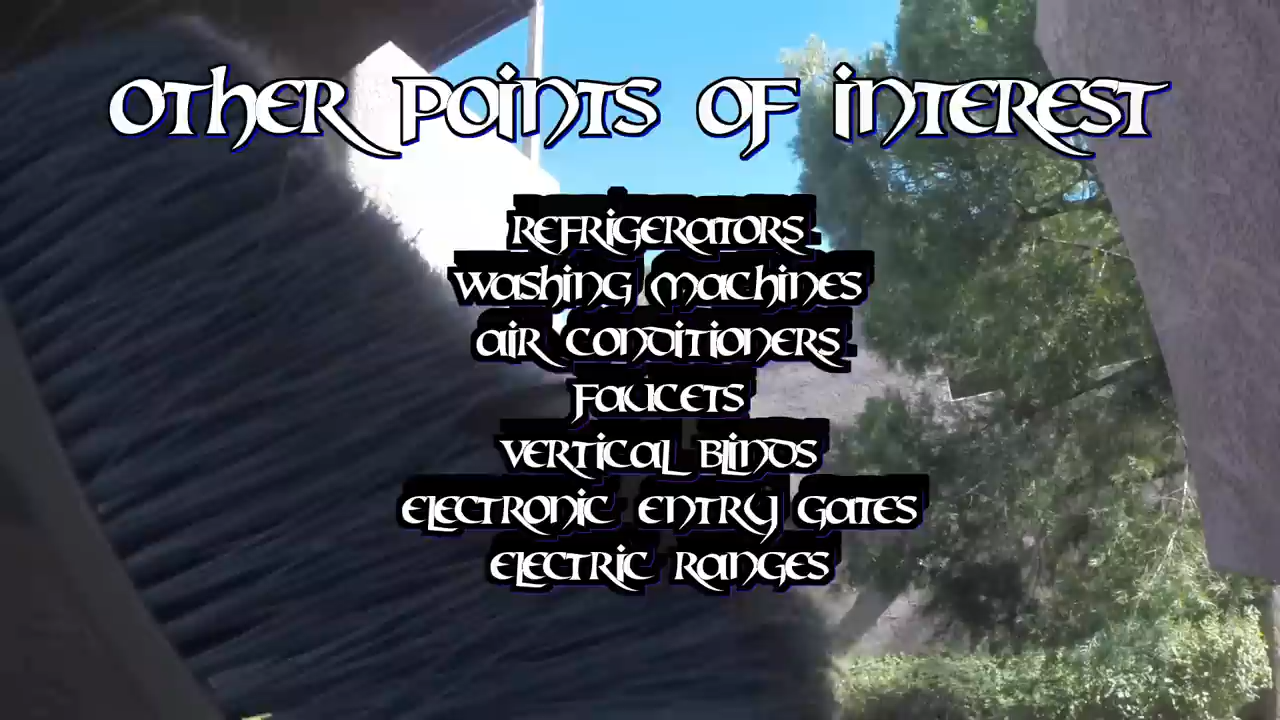 OTHER POINTS OF INTEREST
REFRIGERATORS
WASHING MACHINES
AIR CONDITIONERS
FAUCETS
VERTICAL BLINDS
ELECTRONIC ENTRY GATES
ELECTRIC RANGES